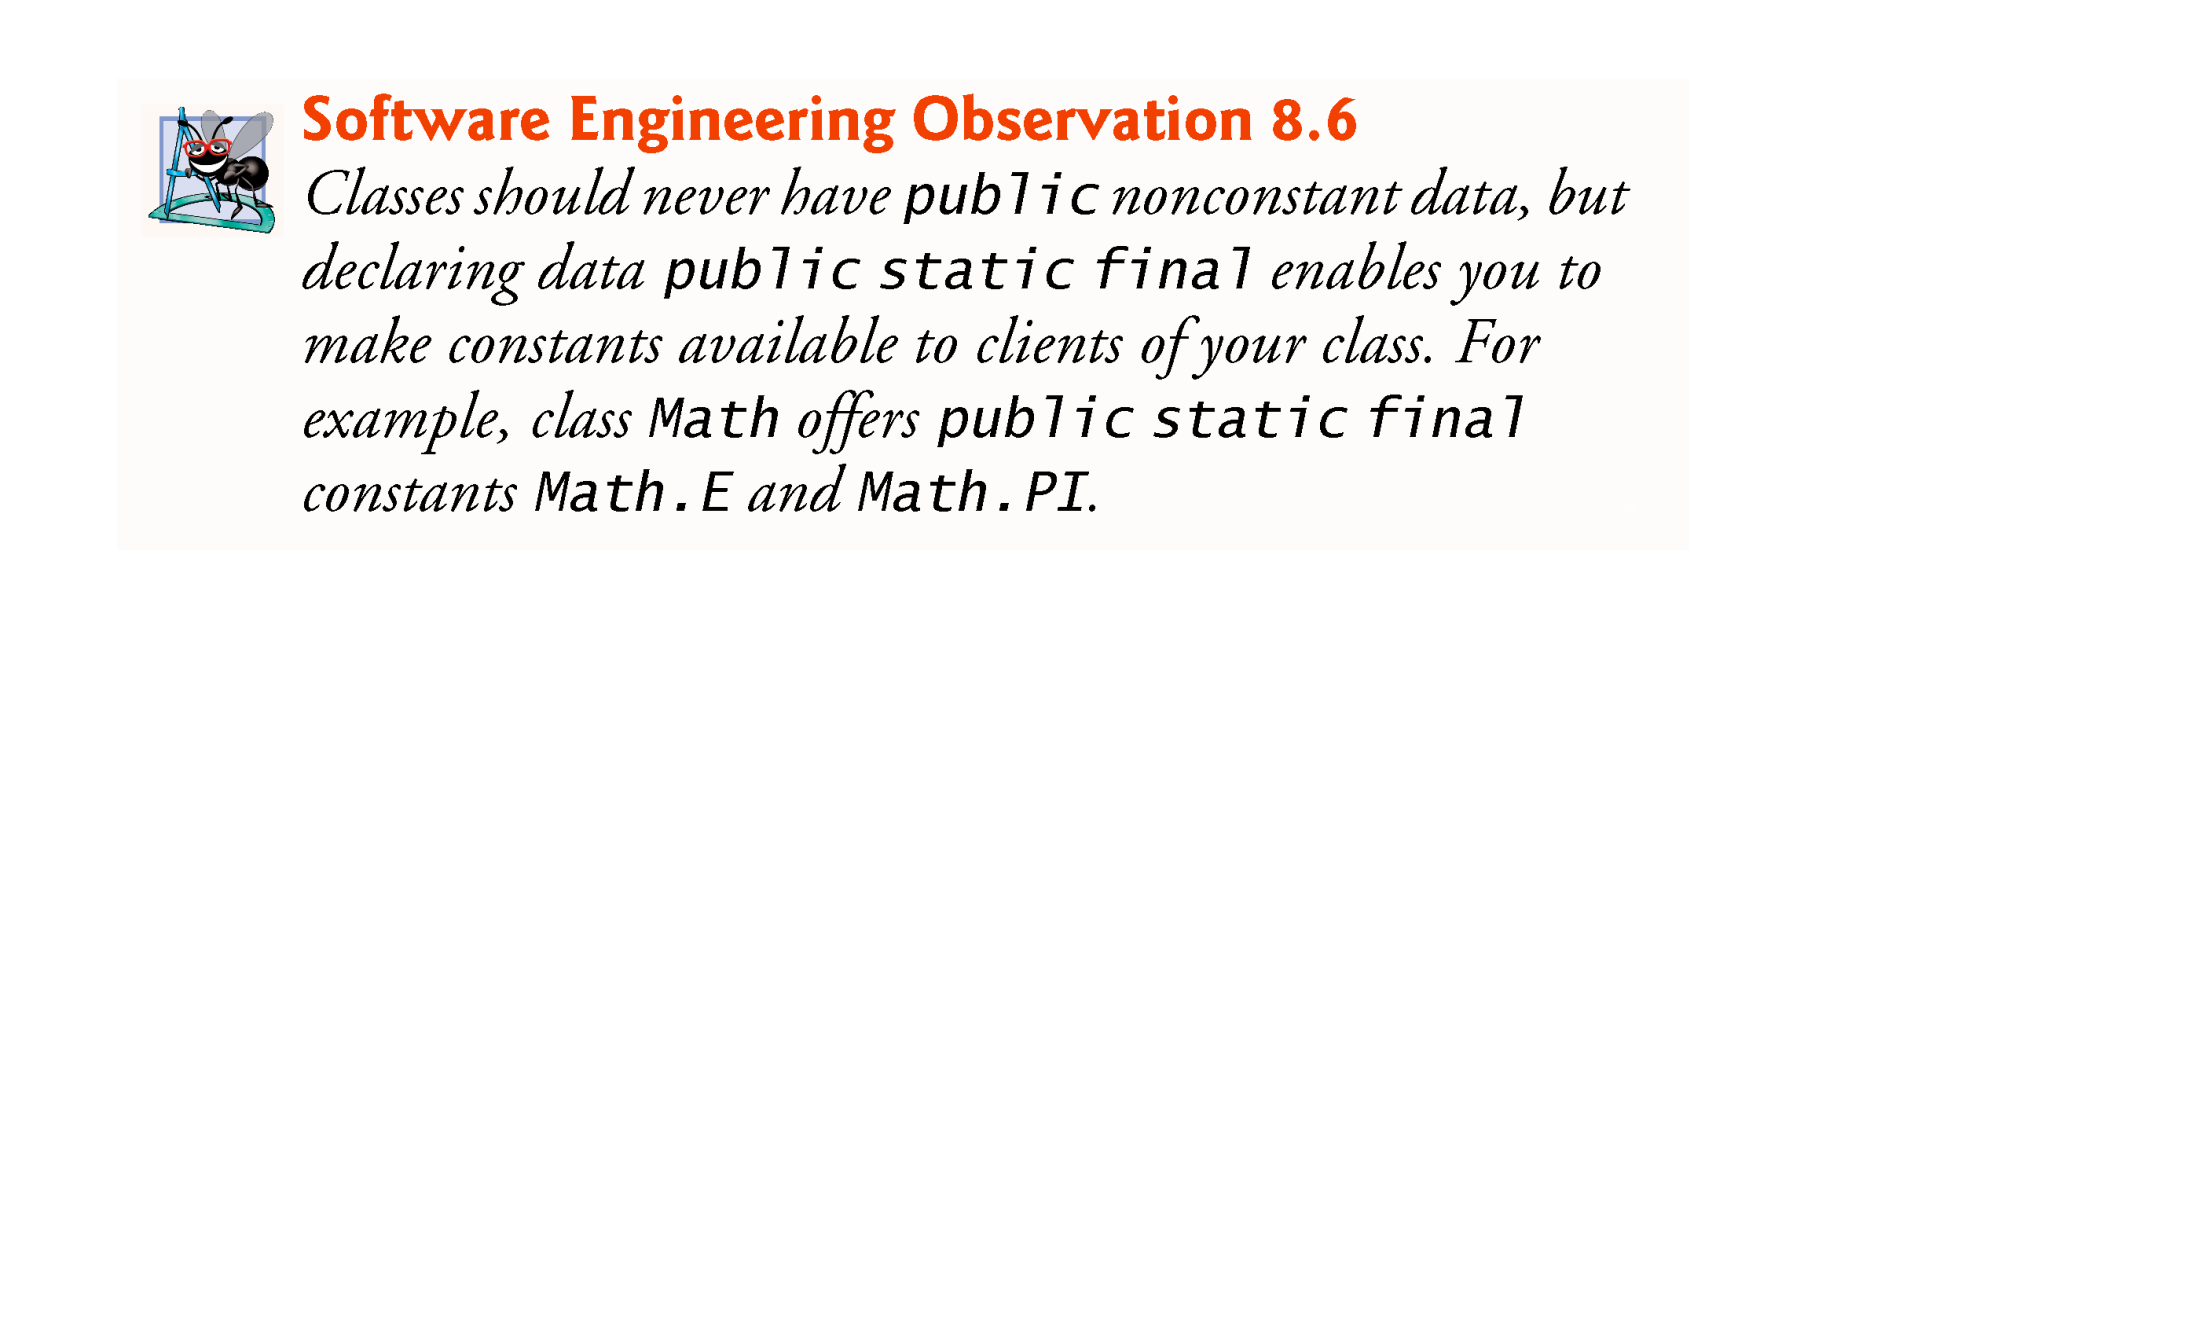 Software Engineering Observation 8.6
Classes should never have public nonconstant data, but
declaring data public static final enables you to
make constants available to clients of your class. For
example, class Math offers public static final
constants Math.E and Math.PI.